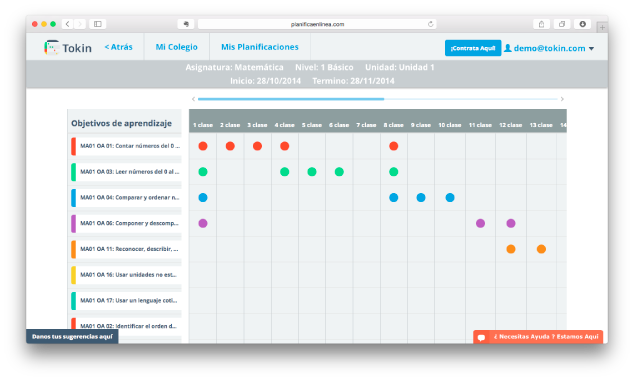 planificaenlinea.com
Tokin
< Atrás
Mi Colegio
Mis Planificaciones
¡Contrata Aquí!
demo@tokin.com
Asignatura: Matemática Nivel: 1 Básico Unidad: Unidad 1
Inicio: 28/10/2014 Termino: 28/11/2014
Objetivos de aprendizaje
1 clase 2 clase 3 clase 4 clase 5 clase 6 clase 7 clase 8 clase 9 clase 10 clase 11 clase 12 clase 13 clase 14
MA01 OA 01: Contar números del 0 ...
MA01 OA 03: Leer números del 0 al ...
MA01 OA 04: Comparar y ordenar n...
MA01 OA 06: Componer y descomp...
MA01 OA 11: Reconocer, describir, ...
MA01 OA 16: Usar unidades no est...
MA01 OA 17: Usar un lenguaje coti...
MA01 OA 02: Identificar el orden d...
Danos tus sugerencias aquí
¿ Necesitas Ayuda ? Estamos Aquí